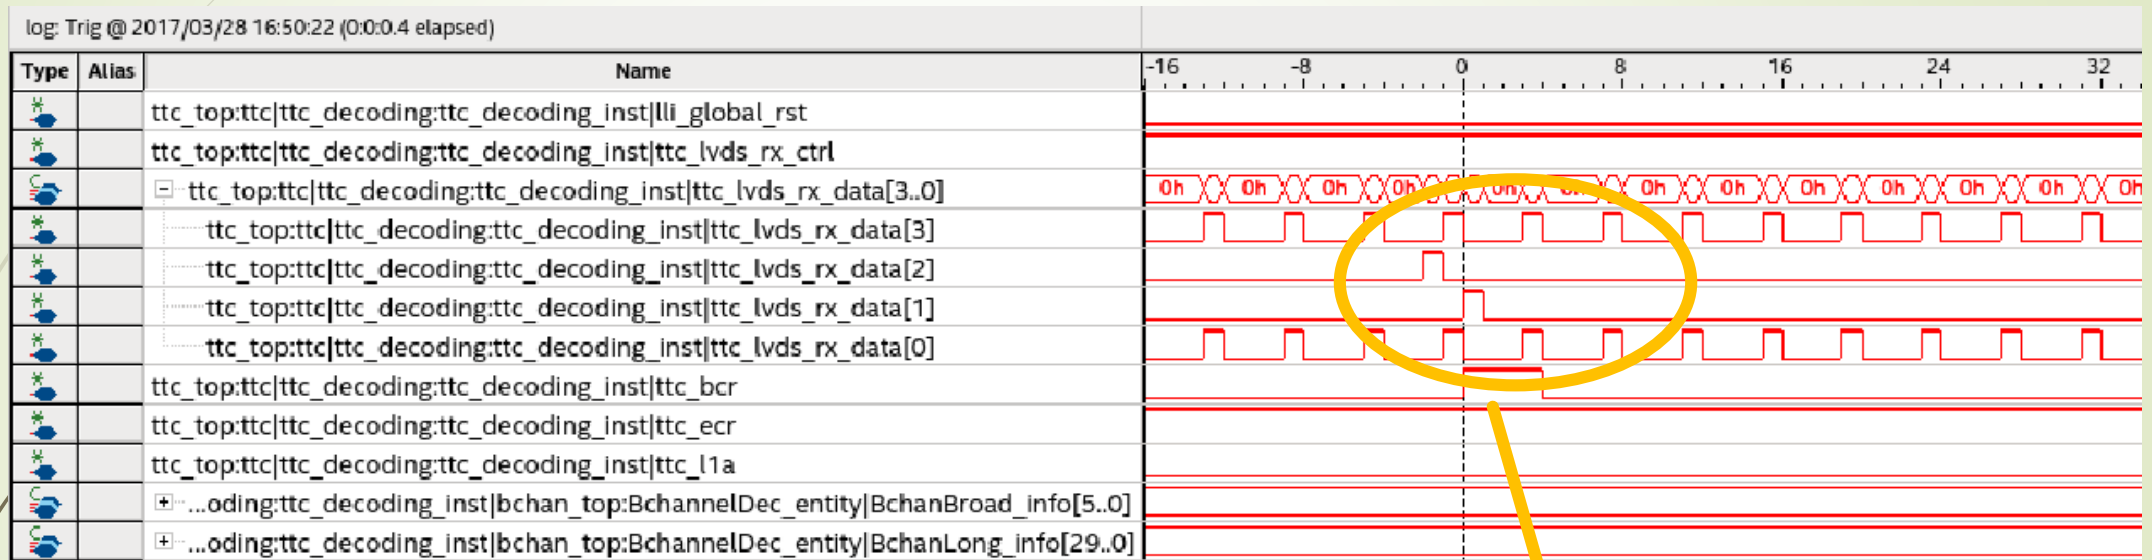 log: Trig @ 2017/03/28 16:50:22 (0:0:0.4 elapsed)
Type Alias Name -16 -8 0 8 16 24 32
ttc_top:ttc|ttc_decoding:ttc_decoding_inst|lli_global_rst
ttc_top:ttc|ttc_decoding:ttc_decoding_inst|ttc_lvds_rx_ctrl
ttc_top:ttc|ttc_decoding:ttc_decoding_inst|ttc_lvds_rx_data[3..0] 0h 0h 0h 0h 0h 0h 0h 0h 0h 0h 0h 0h 0h
ttc_top:ttc|ttc_decoding:ttc_decoding_inst|ttc_lvds_rx_data[3]
ttc_top:ttc|ttc_decoding:ttc_decoding_inst|ttc_lvds_rx_data[2]
ttc_top:ttc|ttc_decoding:ttc_decoding_inst|ttc_lvds_rx_data[1]
ttc_top:ttc|ttc_decoding:ttc_decoding_inst|ttc_lvds_rx_data[0]
ttc_top:ttc|ttc_decoding:ttc_decoding_inst|ttc_bcr
ttc_top:ttc|ttc_decoding:ttc_decoding_inst|ttc_ecr
ttc_top:ttc|ttc_decoding:ttc_decoding_inst|ttc_l1a
...oding:ttc_decoding_inst|bchan_top:BchannelDec_entity|BchanBroad_info[5..0]
...oding:ttc_decoding_inst|bchan_top:BchannelDec_entity|BchanLong_info[29..0]